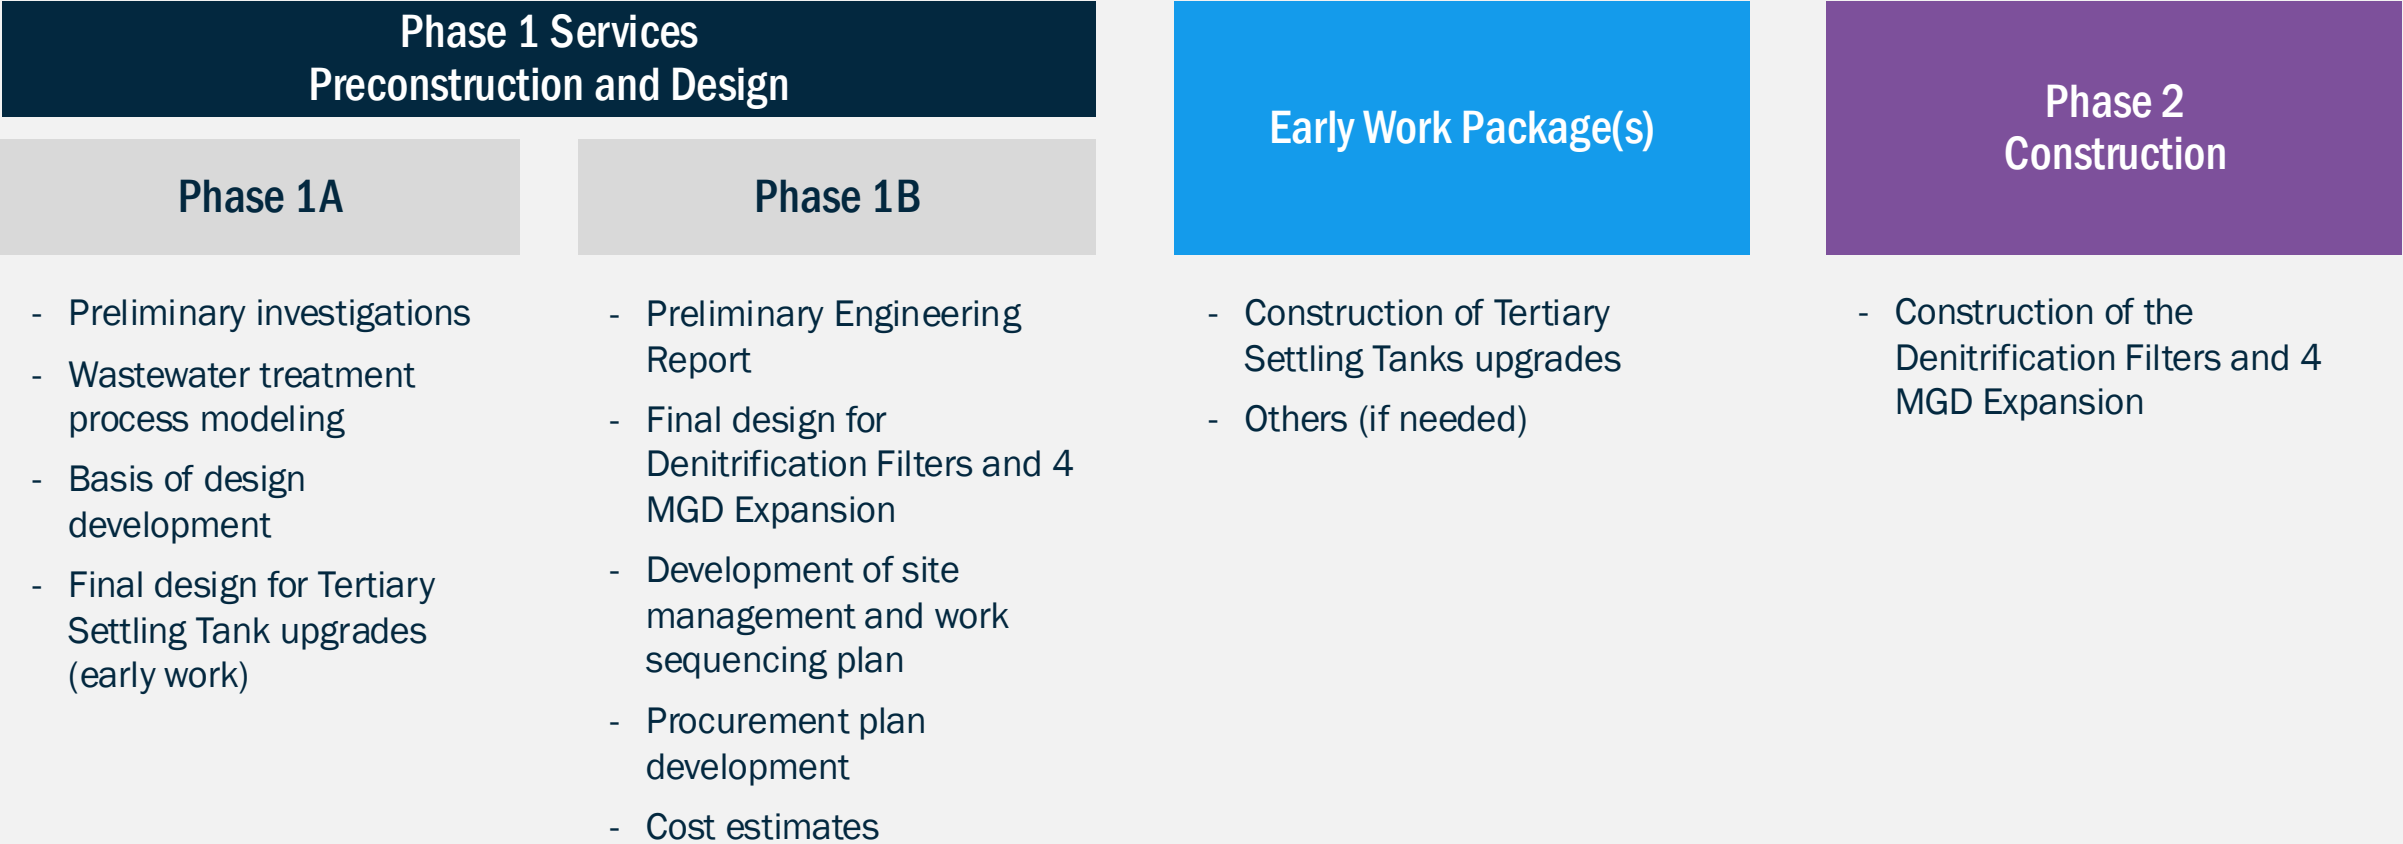 Phase 1 Services
Preconstruction and Design
Phase 1A
- Preliminary investigations
- Wastewater treatment
process modeling
- Basis of design
development
- Final design for Tertiary
Settling Tank upgrades
(early work)
Phase 1B
- Preliminary Engineering
Report
- Final design for
Denitrification Filters and 4
MGD Expansion
- Development of site
management and work
sequencing plan
- Procurement plan
development
- Cost estimates
Early Work Package(s)
- Construction of Tertiary
Settling Tanks upgrades
- Others (if needed)
Phase 2
Construction
- Construction of the
Denitrification Filters and 4
MGD Expansion